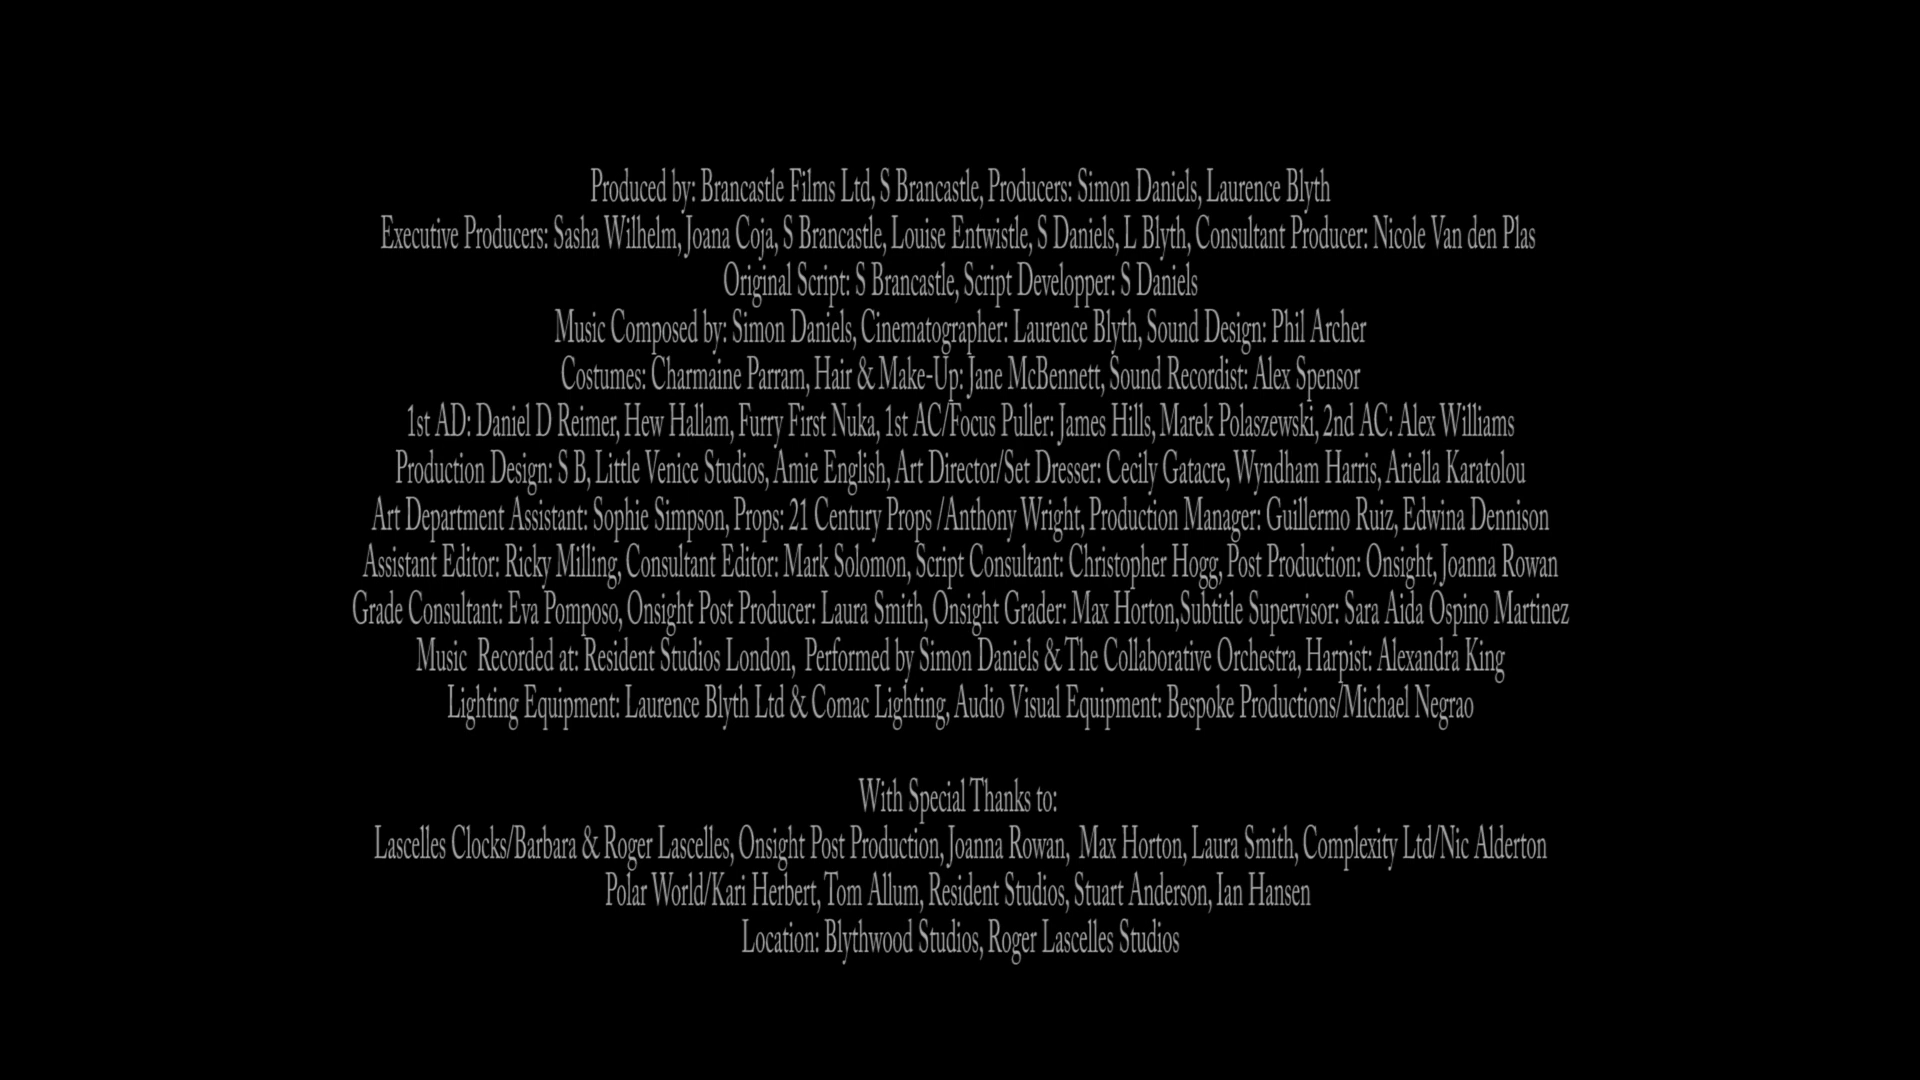 Produced by: Brancastle Films Ltd, S Brancastle, Producers: Simon Daniels, Laurence Blyth
Executive Producers: Sasha Wilhelm, Joana Coja, S Brancastle, Louise Entwistle, S Daniels, L Blyth, Consultant Producer: Nicole Van den Plas
Original Script: S Brancastle, Script Developper: S Daniels
Music Composed by: Simon Daniels, Cinematographer: Laurence Blyth, Sound Design: Phil Archer
Costumes: Charmaine Parram, Hair & Make-Up: Jane McBennett, Sound Recordist: Alex Spensor
1st AD: Daniel D Reimer, Hew Hallam, Furry First Nuka, 1st AC/Focus Puller: James Hills, Marek Polaszewski, 2nd AC: Alex Williams
Production Design: S B, Little Venice Studios, Amie English, Art Director/Set Dresser: Cecily Gatacre, Wyndham Harris, Ariella Karatolou
Art Department Assistant: Sophie Simpson, Props: 21 Century Props /Anthony Wright, Production Manager: Guillermo Ruiz, Edwina Dennison
Assistant Editor: Ricky Milling, Consultant Editor: Mark Solomon, Script Consultant: Christopher Hogg, Post Production: Onsight, Joanna Rowan
Grade Consultant: Eva Pomposo, Onsight Post Producer: Laura Smith, Onsight Grader: Max Horton,Subtitle Supervisor: Sara Aida Ospino Martinez
Music  Recorded at: Resident Studios London,  Performed by Simon Daniels & The Collaborative Orchestra, Harpist: Alexandra King
Lighting Equipment: Laurence Blyth Ltd & Comac Lighting, Audio Visual Equipment: Bespoke Productions/Michael Negrao
With Special Thanks to:
Lascelles Clocks/Barbara & Roger Lascelles, Onsight Post Production, Joanna Rowan,  Max Horton, Laura Smith, Complexity Ltd/Nic Alderton
Polar World/Kari Herbert, Tom Allum, Resident Studios, Stuart Anderson, Ian Hansen
Location: Blythwood Studios, Roger Lascelles Studios